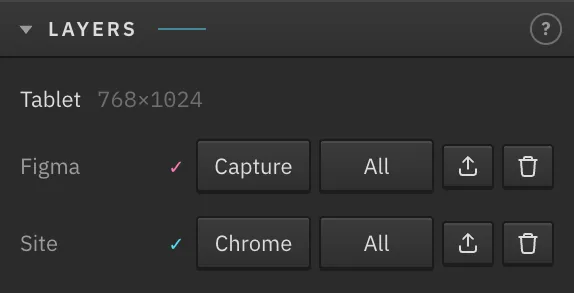 LAYERS ?
Tablet 768×1024
Figma ✓ Capture All
Site ✓ Chrome All